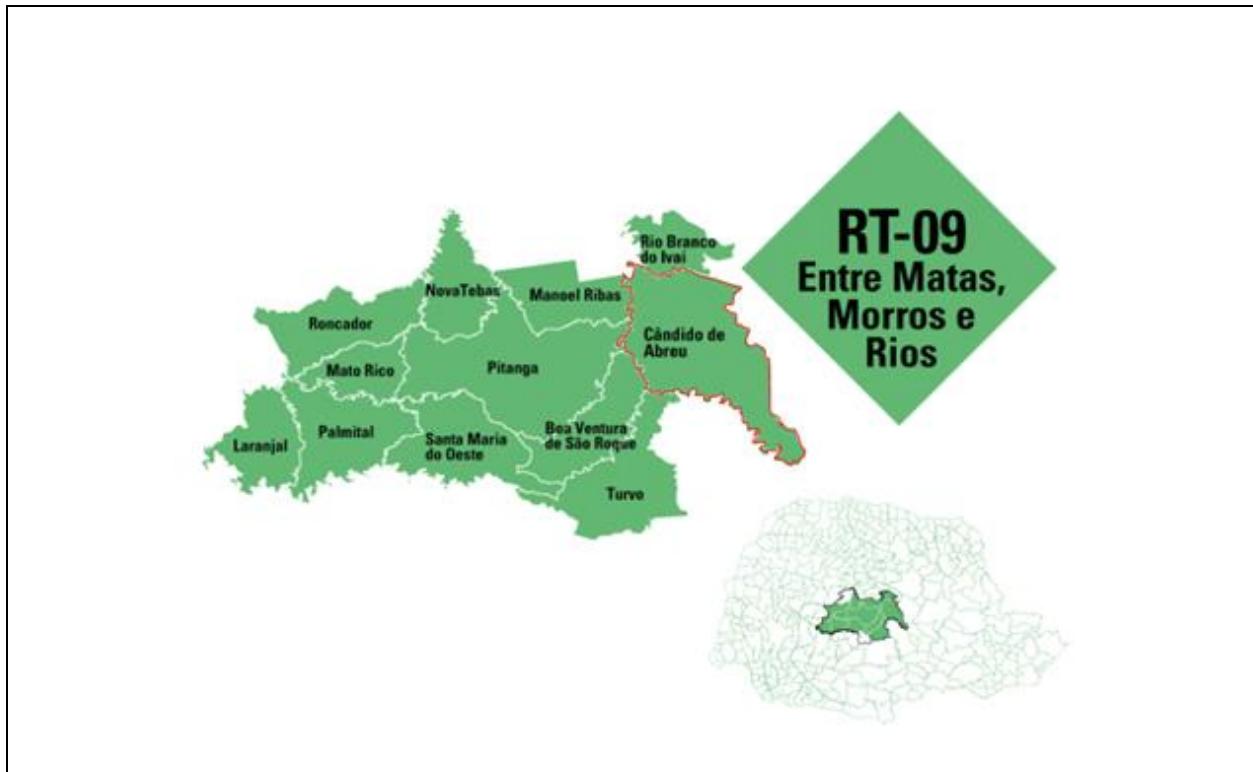 RT-09
Entre Matas,
Morros e
Rios
Rio Branco
do Ivaí
NovaTebas
Manoel Ribas
Roncador
Cândido de
Abreu
Mato Rico
Pitanga
Laranjal
Palmital
Santa Maria
do Oeste
Boa Ventura
de São Roque
Turvo